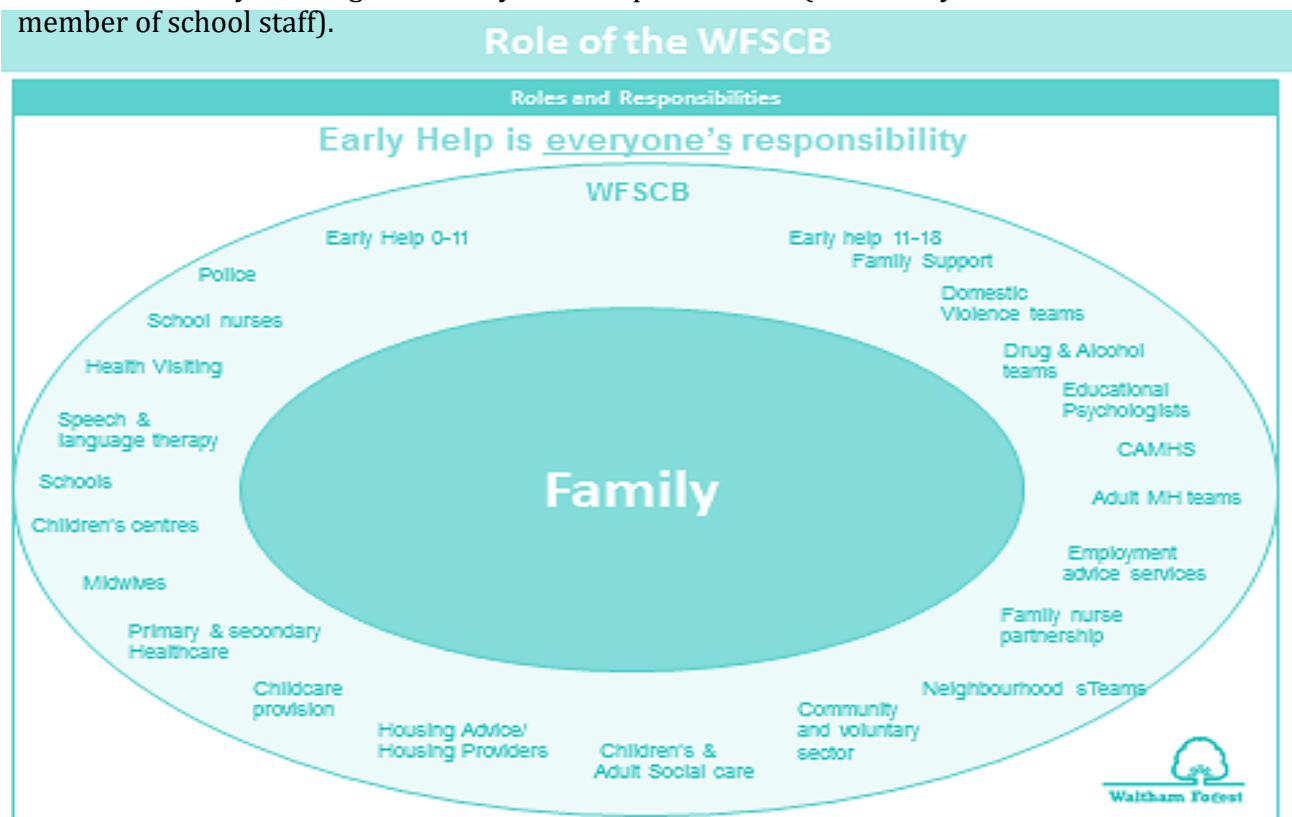 member of school staff).
Role of the WFSCB
Roles and Responsibilities
Early Help is everyone's responsibility
WFSCB
Early Help 0-11
Early help 11-18
Family Support
Police
Domestic
Violence teams
School nurses
Drug & Alcohol
teams
Health Visiting
Educational
Psychologists
Speech &
language therapy
CAMHS
Schools
Family
Adult MH teams
Children's centres
Employment
advice services
Midwives
Family nurse
partnership
Primary & secondary
Healthcare
Neighbourhood sTeams
Childcare
provision
Community
and voluntary
sector
Housing Advice/
Housing Providers
Children's &
Adult Social care
Waltham Forest